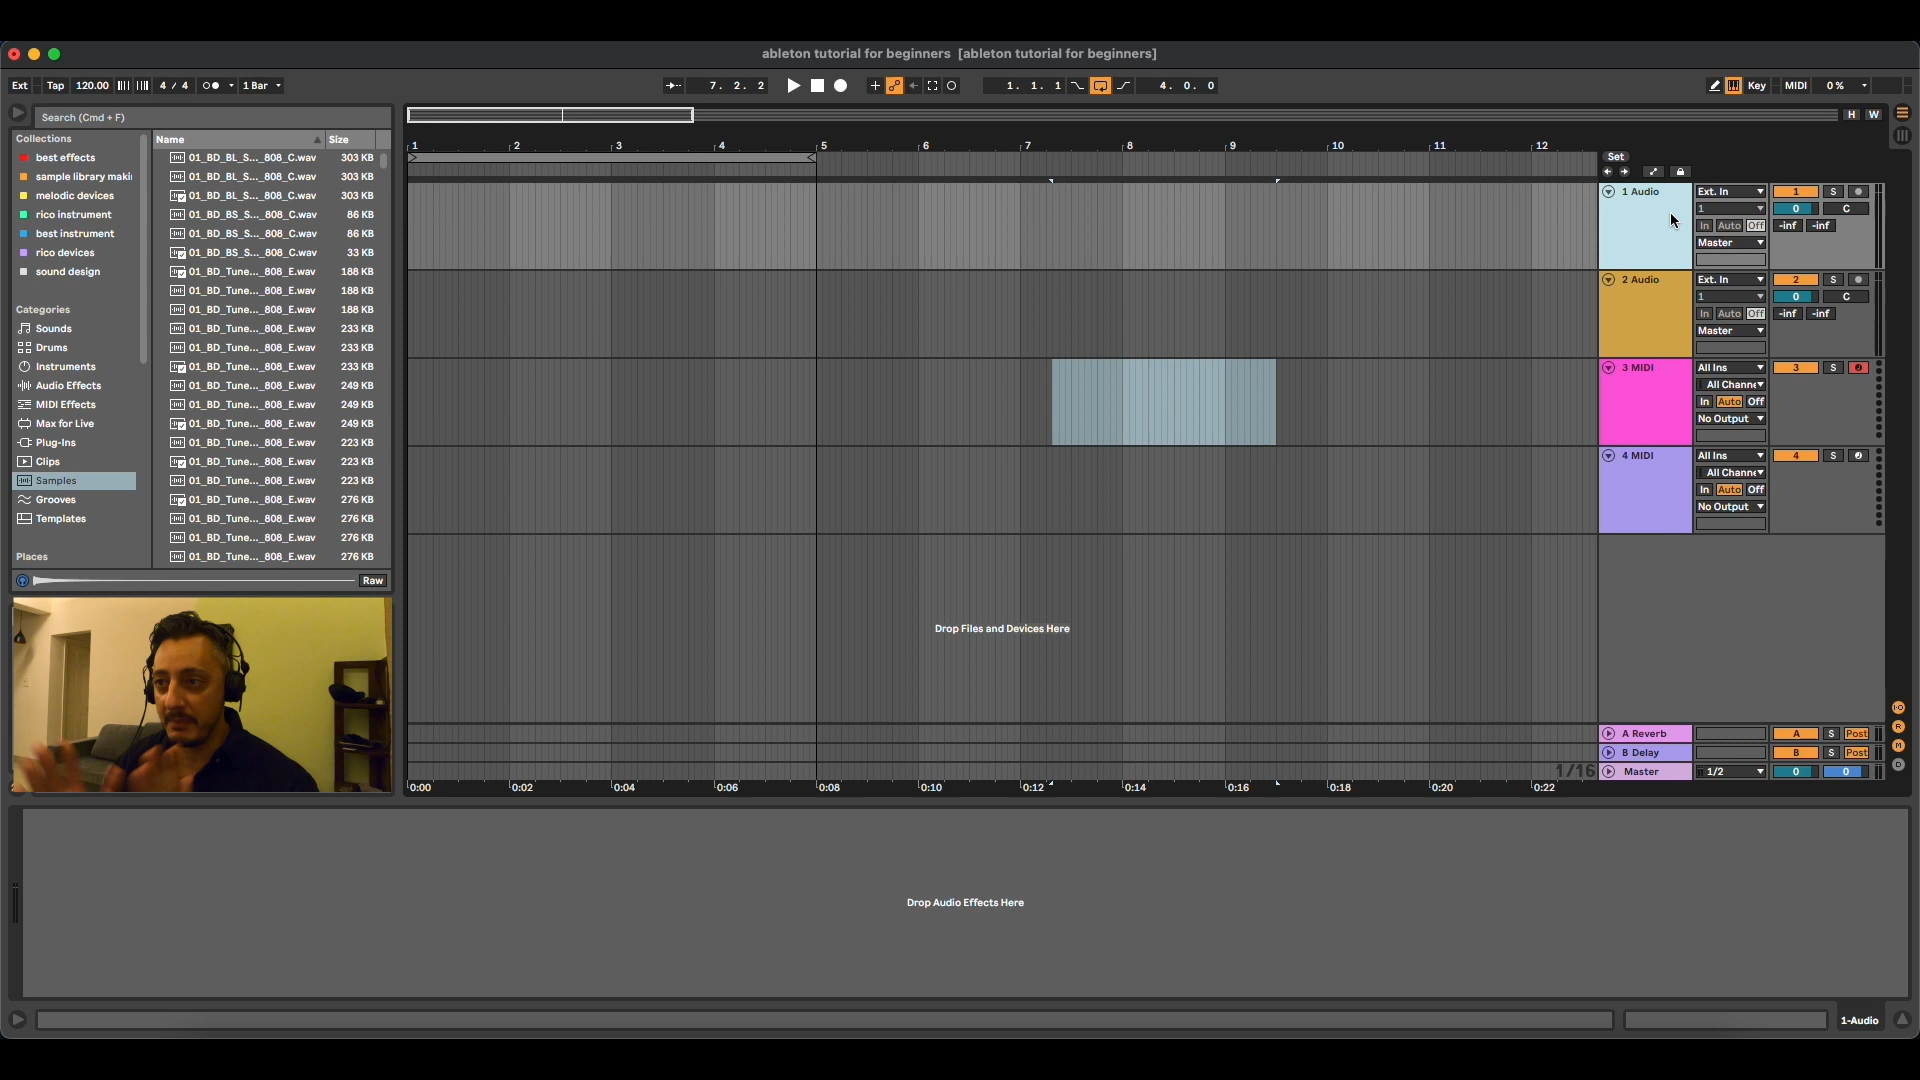 ableton tutorial for beginners [ableton tutorial for beginners]
Ext Tap 120.00 4 / 4 1 Bar 7. 2. 2 1. 1. 1 4. 0. 0 Key MIDI 0%
Search (Cmd + F) H W
Collections Name Size
best effects 01_BD_BL_S..._808_C.wav 303 KB
sample library maki 01_BD_BL_S..._808_C.wav 303 KB
melodic devices 01_BD_BL_S..._808_C.wav 303 KB
rico instrument 01_BD_BS_S..._808_C.wav 86 KB
best instrument 01_BD_BS_S..._808_C.wav 86 KB
rico devices 01_BD_BS_S..._808_C.wav 33 KB
sound design 01_BD_Tune..._808_E.wav 188 KB
01_BD_Tune..._808_E.wav 188 KB
Categories 01_BD_Tune..._808_E.wav 188 KB
Sounds 01_BD_Tune..._808_E.wav 233 KB
Drums 01_BD_Tune..._808_E.wav 233 KB
Instruments 01_BD_Tune..._808_E.wav 233 KB
Audio Effects 01_BD_Tune..._808_E.wav 249 KB
MIDI Effects 01_BD_Tune..._808_E.wav 249 KB
Max for Live 01_BD_Tune..._808_E.wav 249 KB
Plug-Ins 01_BD_Tune..._808_E.wav 223 KB
Clips 01_BD_Tune..._808_E.wav 223 KB
Samples 01_BD_Tune..._808_E.wav 223 KB
Grooves 01_BD_Tune..._808_E.wav 276 KB
Templates 01_BD_Tune..._808_E.wav 276 KB
01_BD_Tune..._808_E.wav 276 KB
Places 01_BD_Tune..._808_E.wav 276 KB
Raw
1 2 3 4 5 6 7 8 9 10 11 12
Set
1 Audio Ext. In 1 S
1 0 C
In Auto Off -inf -inf
Master
2 Audio Ext. In 2 S
1 0 C
In Auto Off -inf -inf
Master
3 MIDI All Ins 3 S
All Channe
In Auto Off
No Output
4 MIDI All Ins 4 S
All Channe
In Auto Off
No Output
Drop Files and Devices Here
I·O
A Reverb A S Post R
B Delay B S Post M
1/16 Master 1/2 0 0 D
0:00 0:02 0:04 0:06 0:08 0:10 0:12 0:14 0:16 0:18 0:20 0:22
Drop Audio Effects Here
1-Audio